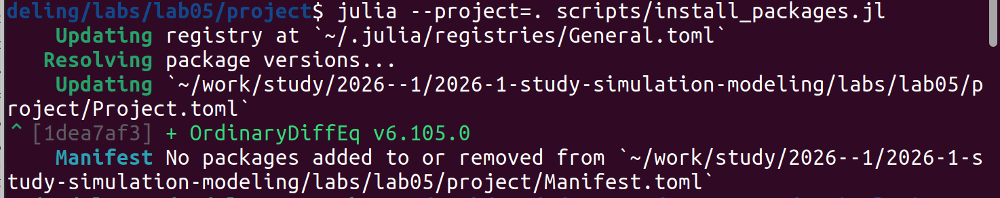 deling/labs/lab05/project$ julia --project=. scripts/install_packages.jl
Updating registry at `~/.julia/registries/General.toml`
Resolving package versions...
Updating `~/work/study/2026--1/2026-1-study-simulation-modeling/labs/lab05/p
roject/Project.toml`
^ [1dea7af3] + OrdinaryDiffEq v6.105.0
Manifest No packages added to or removed from `~/work/study/2026--1/2026-1-s
tudy-simulation-modeling/labs/lab05/project/Manifest.toml`